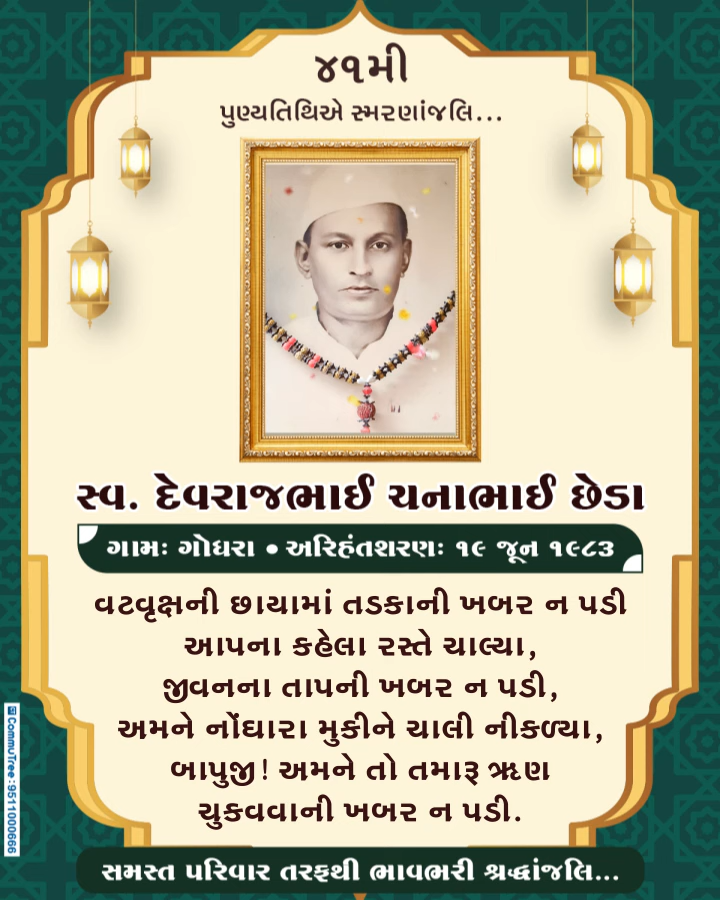 ૪૧મી
પુણ્યતિથિએ સ્મરણાંજલિ...
સ્વ. દેવરાજભાઈ ચનાભાઈ છેડા
ગામઃ ગોધરા • અરિહંતશરણઃ ૧૯ જૂન ૧૯૮૩
વટવૃક્ષની છાયામાં તડકાની ખબર ન પડી
આપના કહેલા રસ્તે ચાલ્યા,
જીવનના તાપની ખબર ન પડી,
અમને નોંધારા મુકીને ચાલી નીકળ્યા,
બાપુજી! અમને તો તમારૂ ઋણ
ચુકવવાની ખબર ન પડી.
સમસ્ત પરિવાર તરફથી ભાવભરી શ્રદ્ધાંજલિ...
CommuTree : 9511000666